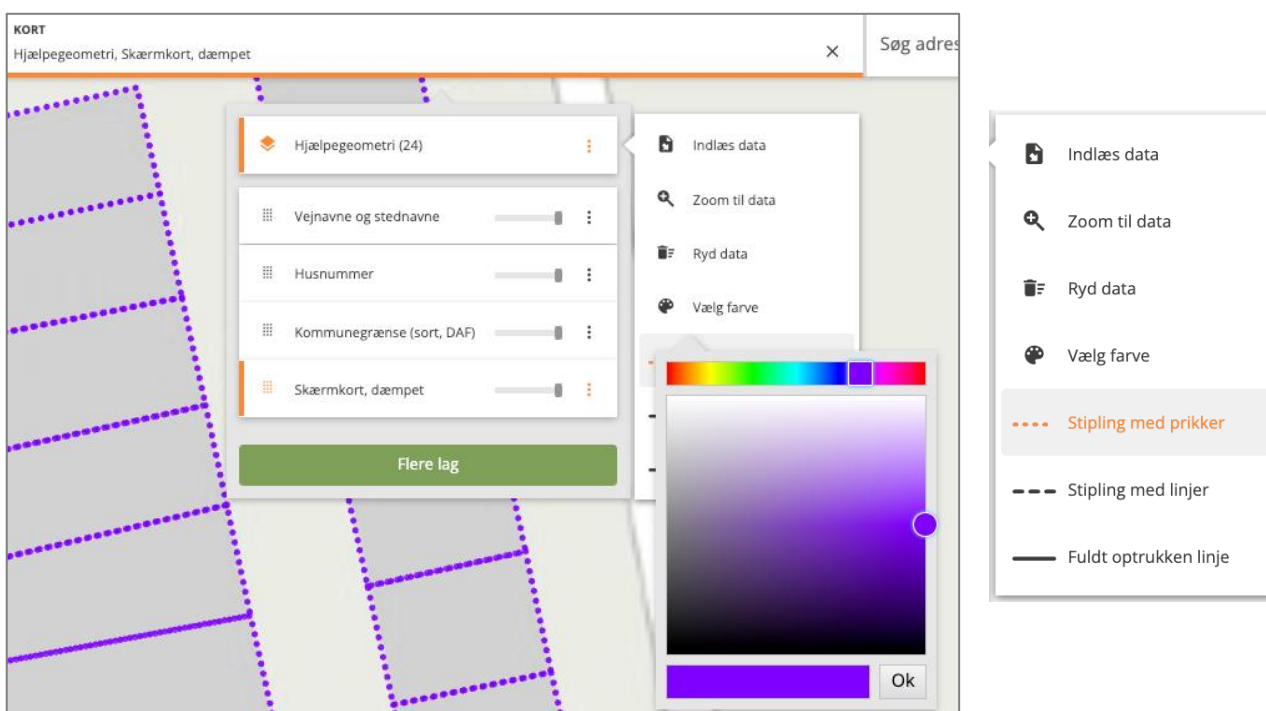 KORT
Hjælpegeometri, Skærmkort, dæmpet
Søg adres
Hjælpegeometri (24)
Vejnavne og stednavne
Husnummer
Kommunegrænse (sort, DAF)
Skærmkort, dæmpet
Flere lag
Indlæs data
Zoom til data
Ryd data
Vælg farve
Ok
Indlæs data
Zoom til data
Ryd data
Vælg farve
Stipling med prikker
Stipling med linjer
Fuldt optrukken linje